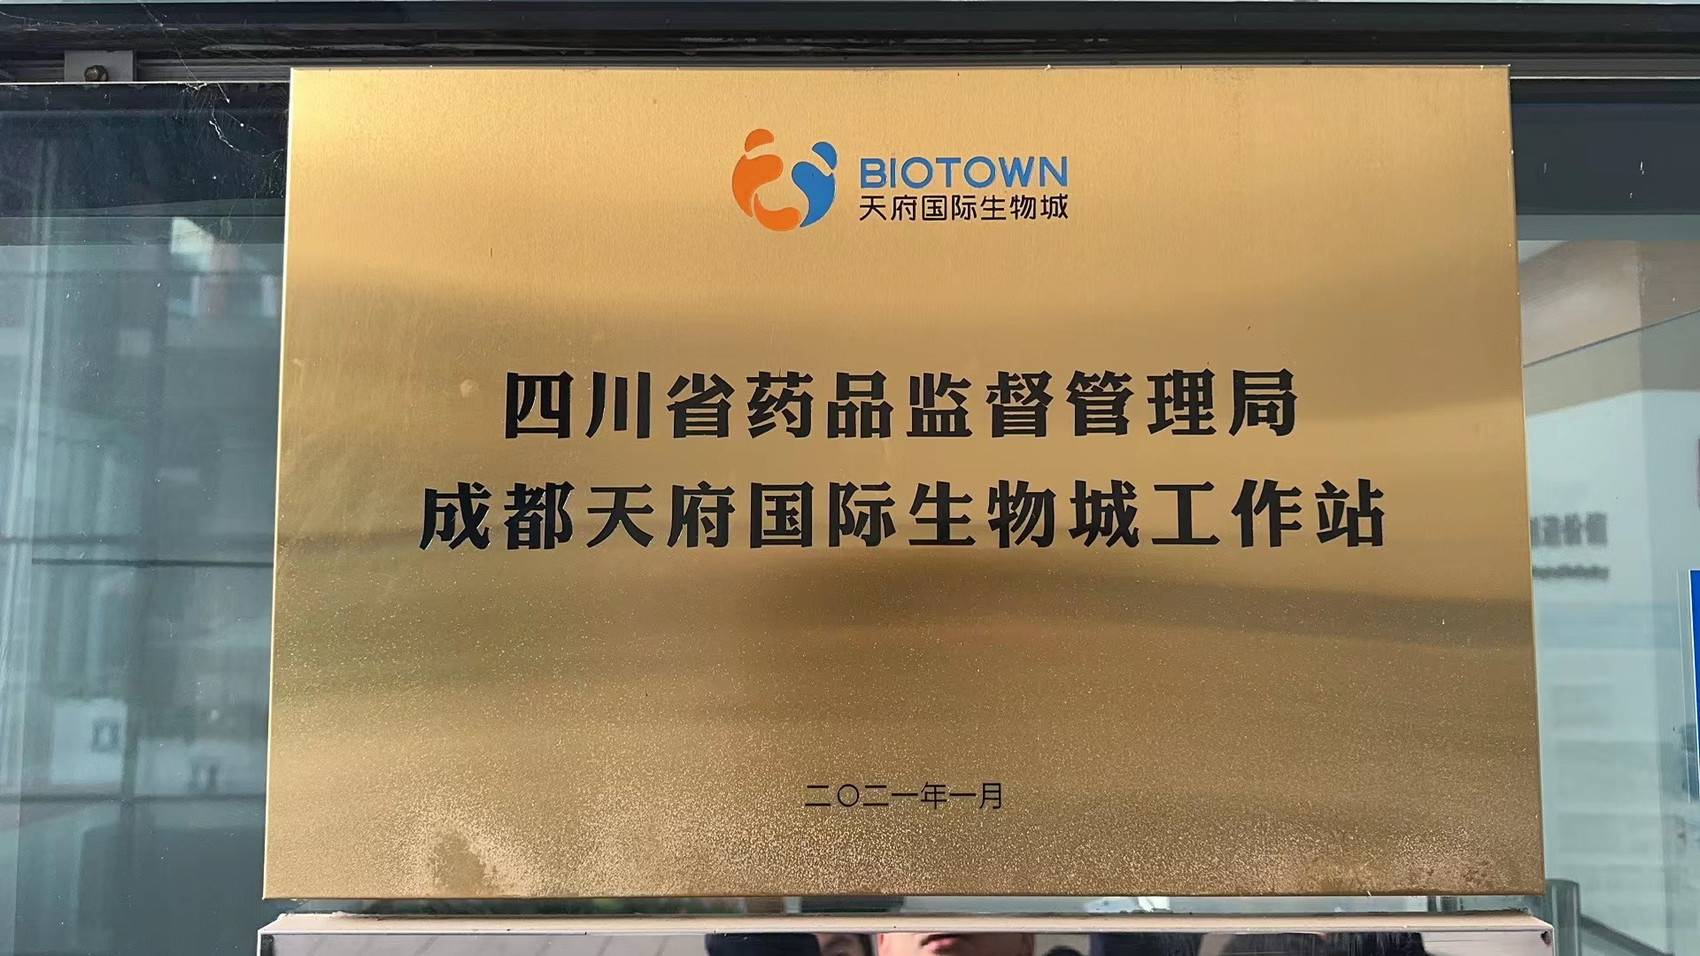 BIOTOWN
天府国际生物城
四川省药品监督管理局
成都天府国际生物城工作站
二〇二一年一月